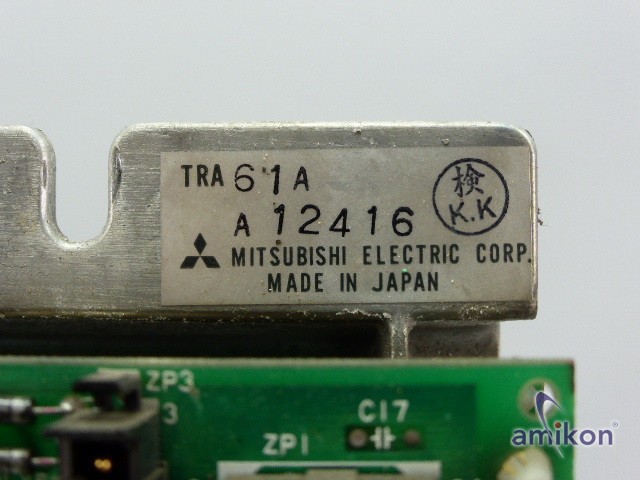 TRA 61A
A 12416
検
K.K
MITSUBISHI ELECTRIC CORP.
MADE IN JAPAN
ZP3
3
C17
ZP1
amikon®